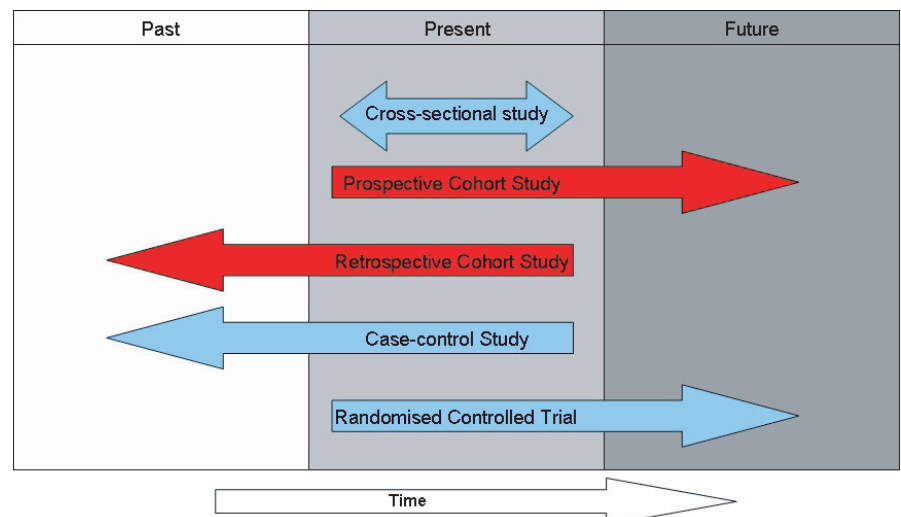 Past
Present
Future
Cross-sectional study
Prospective Cohort Study
Retrospective Cohort Study
Case-control Study
Randomised Controlled Trial
Time